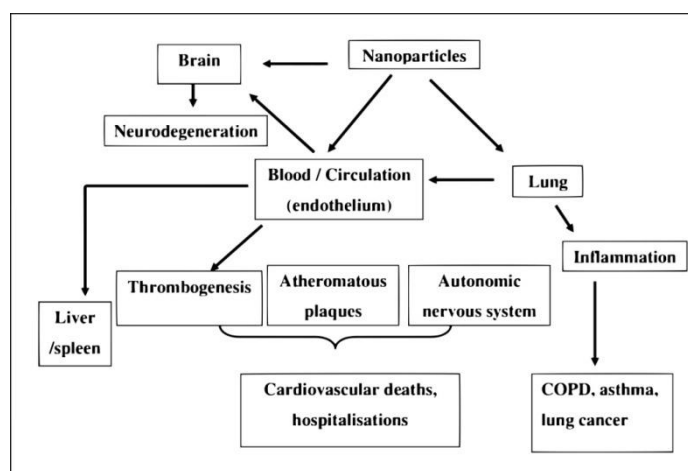 Nanoparticles
Brain
Neurodegeneration
Blood / Circulation
(endothelium)
Lung
Inflammation
Thrombogenesis
Atheromatous
plaques
Autonomic
nervous system
Liver
/spleen
Cardiovascular deaths,
hospitalisations
COPD, asthma,
lung cancer